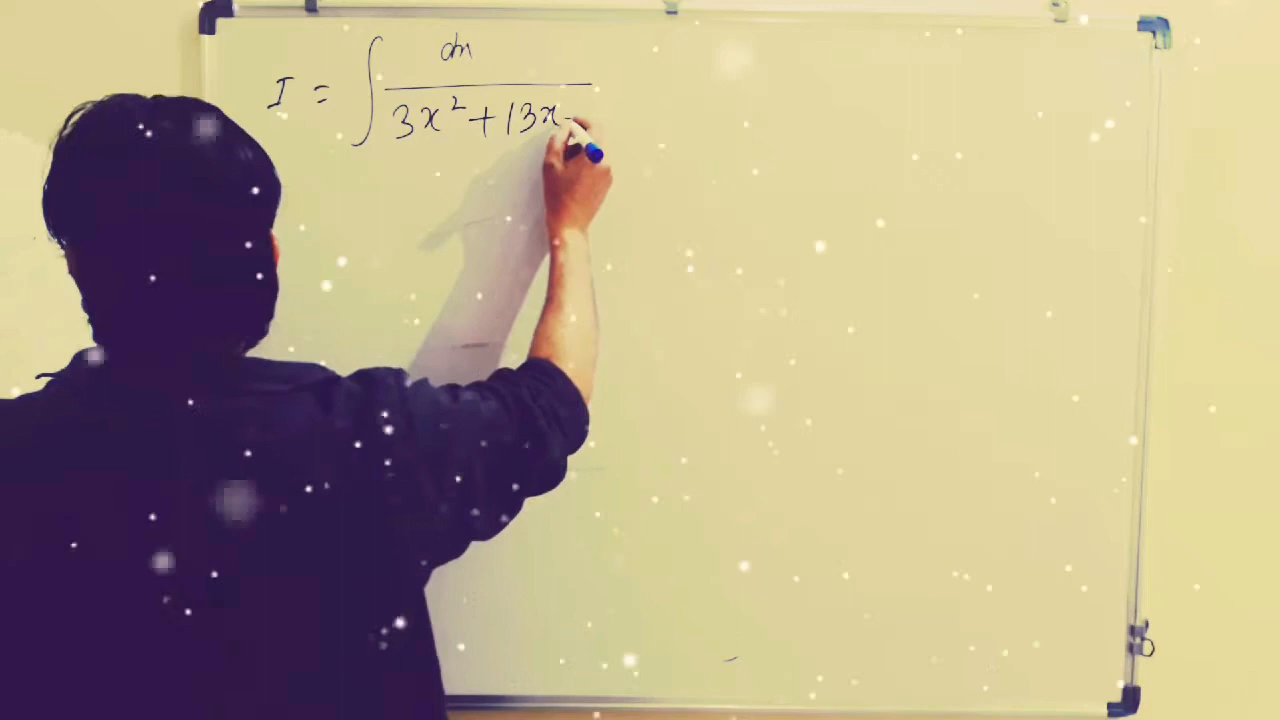 I = ∫ dx
3x² + 13x -